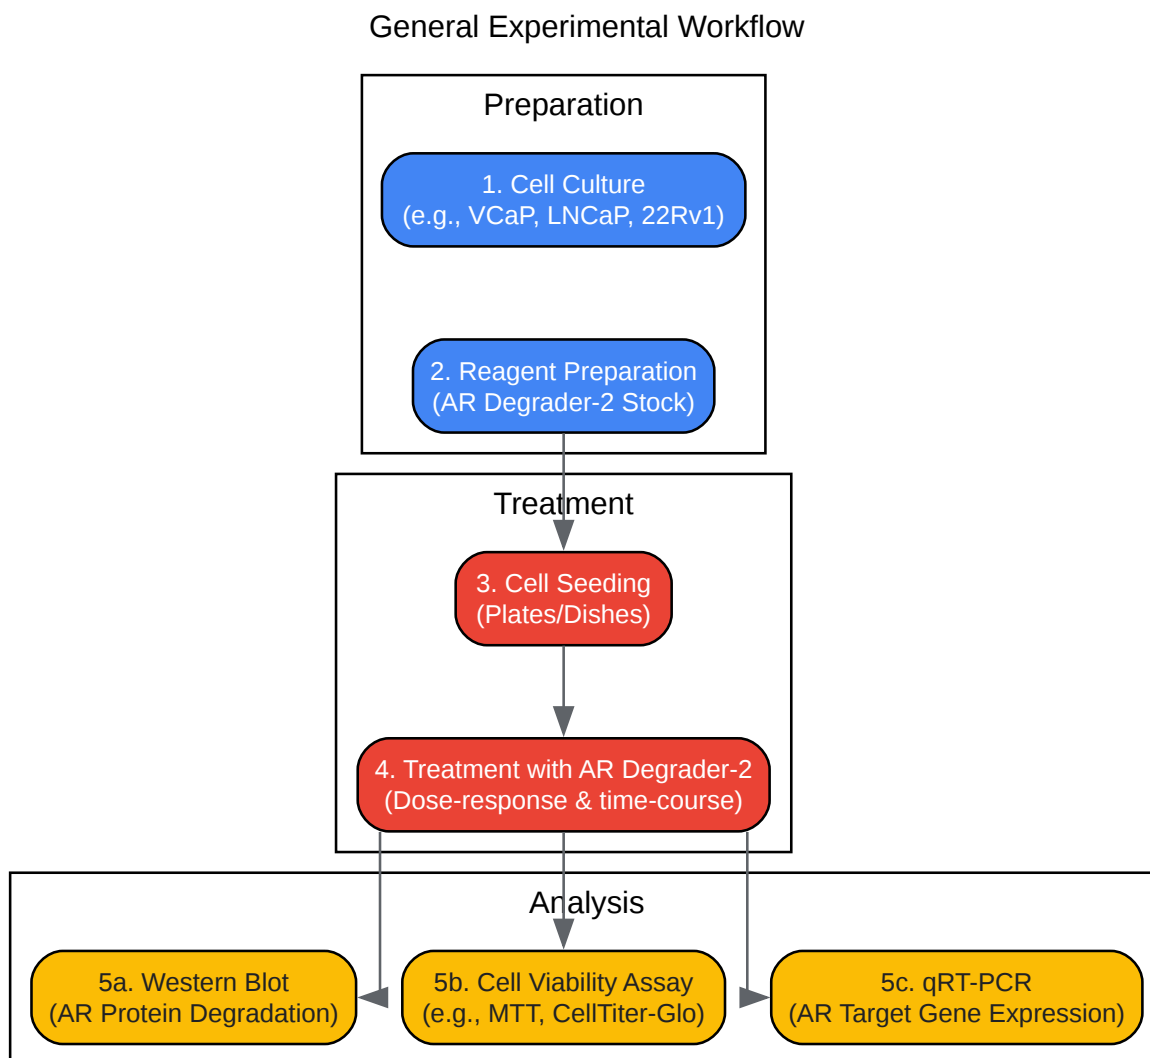 General Experimental Workflow
Preparation
1. Cell Culture
(e.g., VCaP, LNCaP, 22Rv1)
2. Reagent Preparation
(AR Degrader-2 Stock)
Treatment
3. Cell Seeding
(Plates/Dishes)
4. Treatment with AR Degrader-2
(Dose-response & time-course)
Analysis
5a. Western Blot
(AR Protein Degradation)
5b. Cell Viability Assay
(e.g., MTT, CellTiter-Glo)
5c. qRT-PCR
(AR Target Gene Expression)